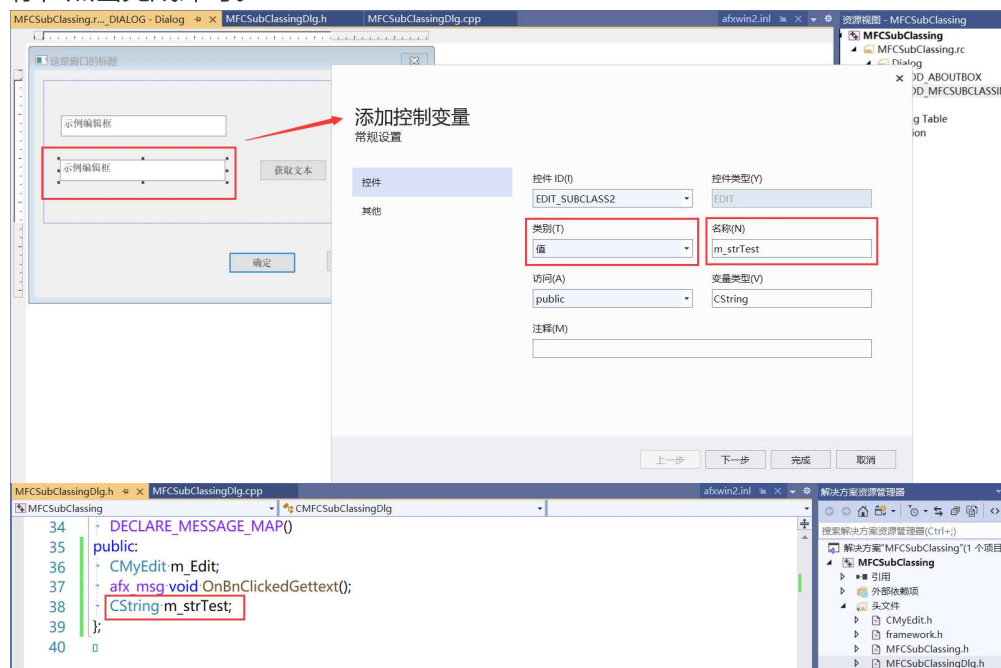 MFCSubClassing.r..._DIALOG - Dialog
MFCSubClassingDlg.h
MFCSubClassingDlg.cpp
afxwin2.inl
资源视图 - MFCSubClassing
MFCSubClassing
MFCSubClassing.rc
Dialog
DD_ABOUTBOX
DD_MFCSUBCLASSIN
g Table
ion
这是窗口的标题
示例编辑框
示例编辑框
获取文本
确定
添加控制变量
常规设置
控件
其他
控件 ID(I)
控件类型(Y)
EDIT_SUBCLASS2
EDIT
类别(T)
名称(N)
值
m_strTest
访问(A)
变量类型(V)
public
CString
注释(M)
上一步
下一步
完成
取消
MFCSubClassingDlg.h
MFCSubClassingDlg.cpp
afxwin2.inl
解决方案资源管理器
MFCSubClassing
CMFCSubClassingDlg
搜索解决方案资源管理器(Ctrl+;)
34 DECLARE_MESSAGE_MAP()
35 public:
36 CMyEdit m_Edit;
37 afx_msg void OnBnClickedGettext();
38 CString m_strTest;
39 };
40
解决方案"MFCSubClassing"(1 个项目
MFCSubClassing
引用
外部依赖项
头文件
CMyEdit.h
framework.h
MFCSubClassing.h
MFCSubClassingDlg.h